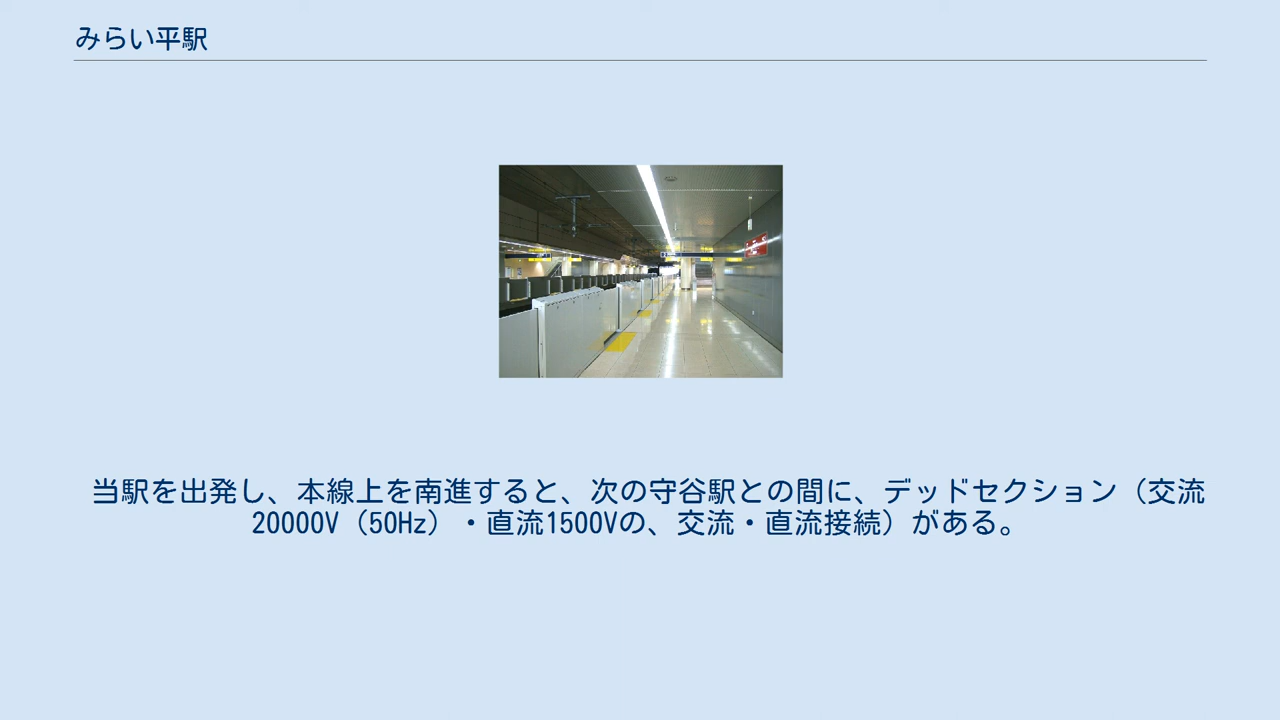 みらい平駅
当駅を出発し、本線上を南進すると、次の守谷駅との間に、デッドセクション（交流
20000V（50Hz）・直流1500Vの、交流・直流接続）がある。